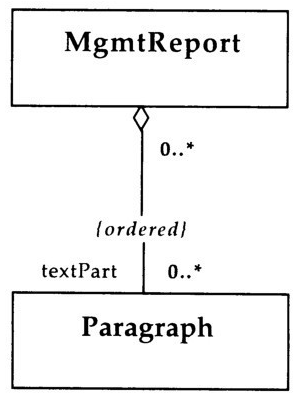 MgmtReport
0..*
{ordered}
textPart 0..*
Paragraph